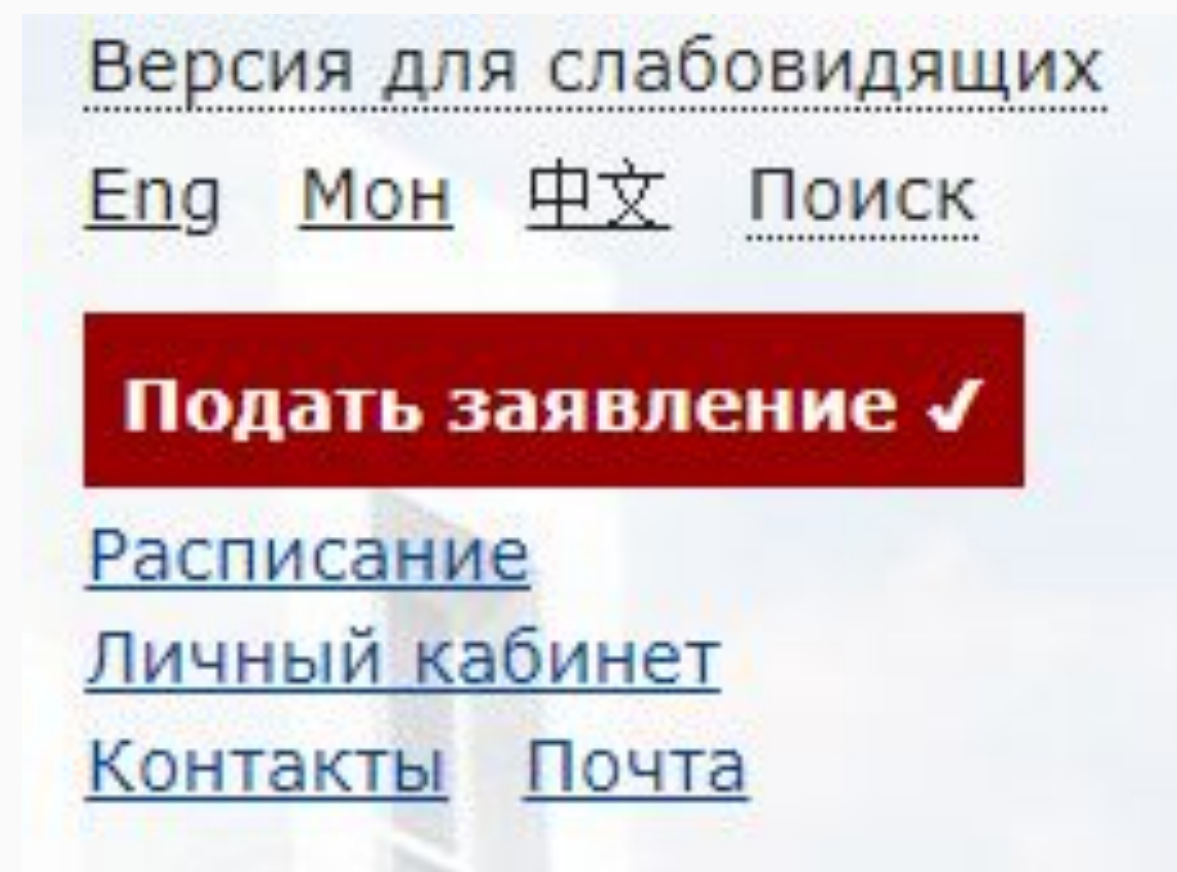 Версия для слабовидящих
Eng Мон 中文 Поиск
Подать заявление ✓
Расписание
Личный кабинет
Контакты Почта